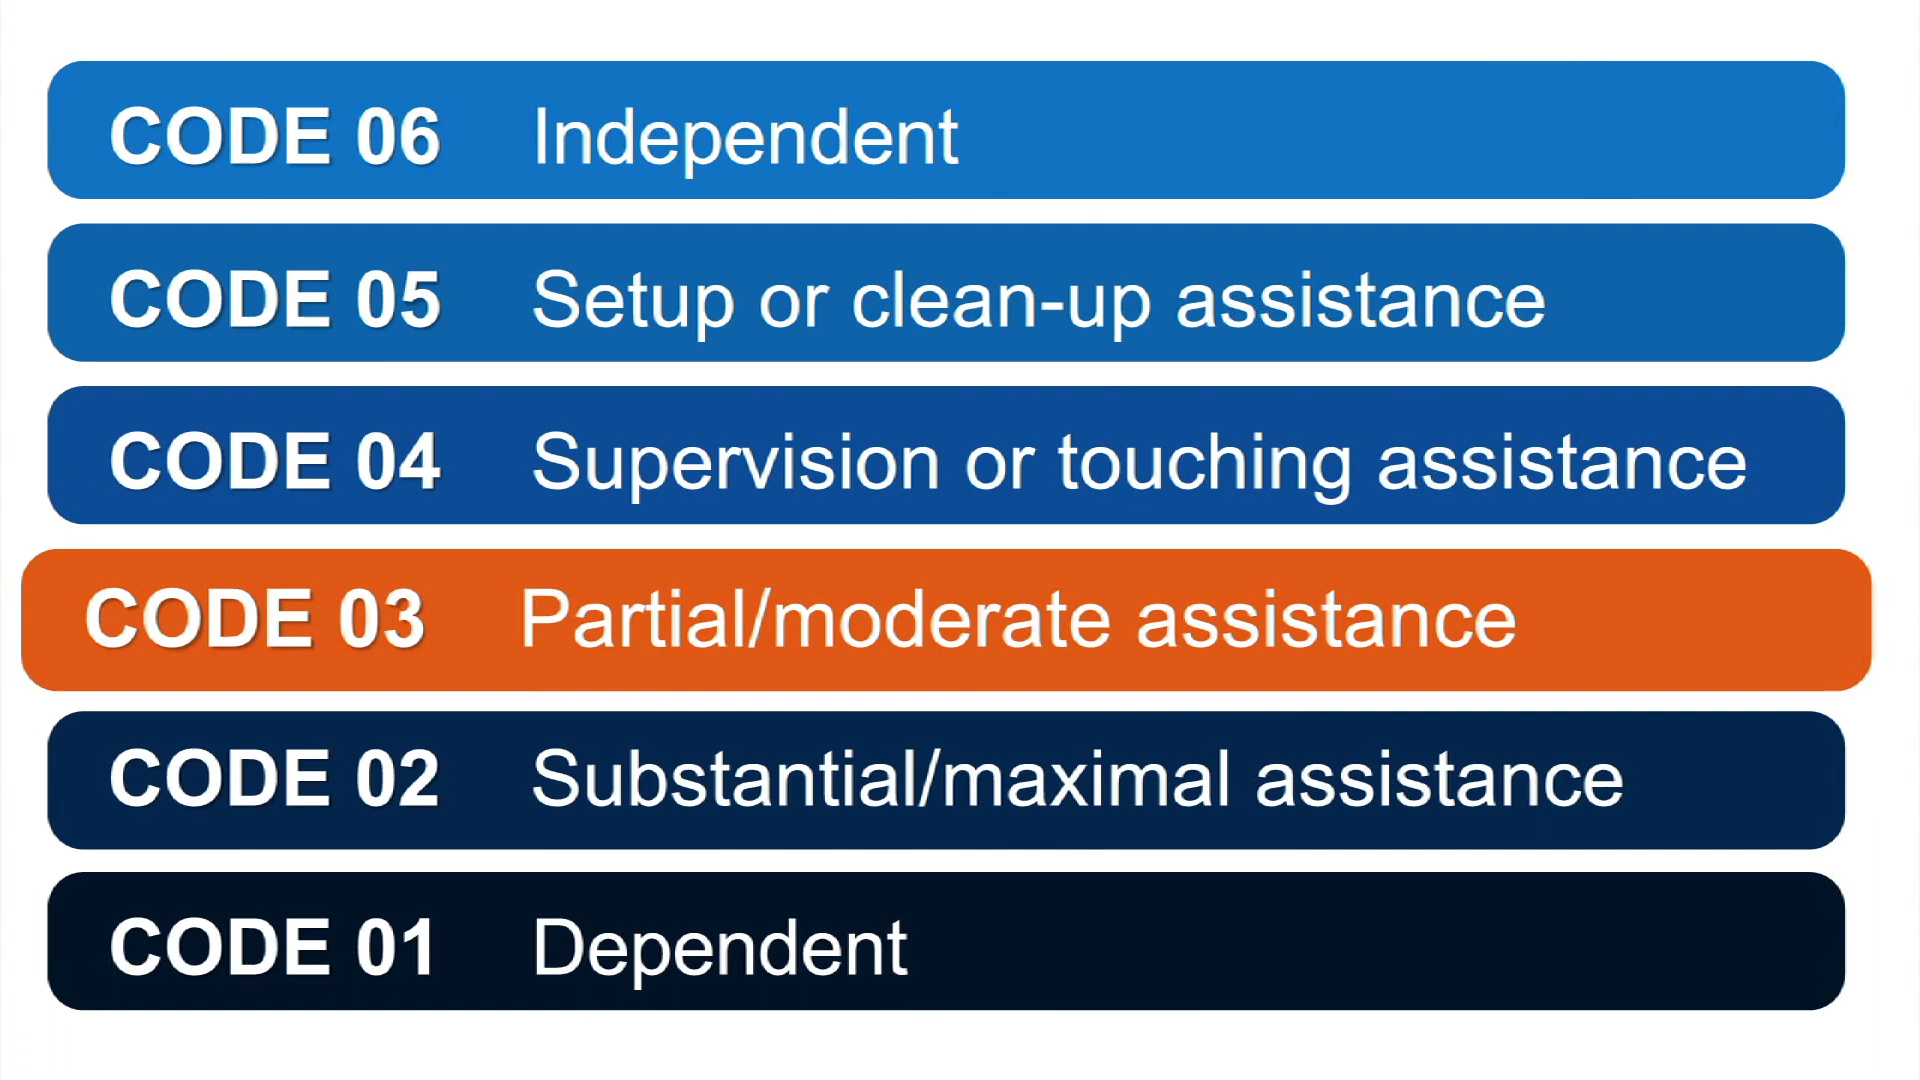 CODE 06 Independent
CODE 05 Setup or clean-up assistance
CODE 04 Supervision or touching assistance
CODE 03 Partial/moderate assistance
CODE 02 Substantial/maximal assistance
CODE 01 Dependent